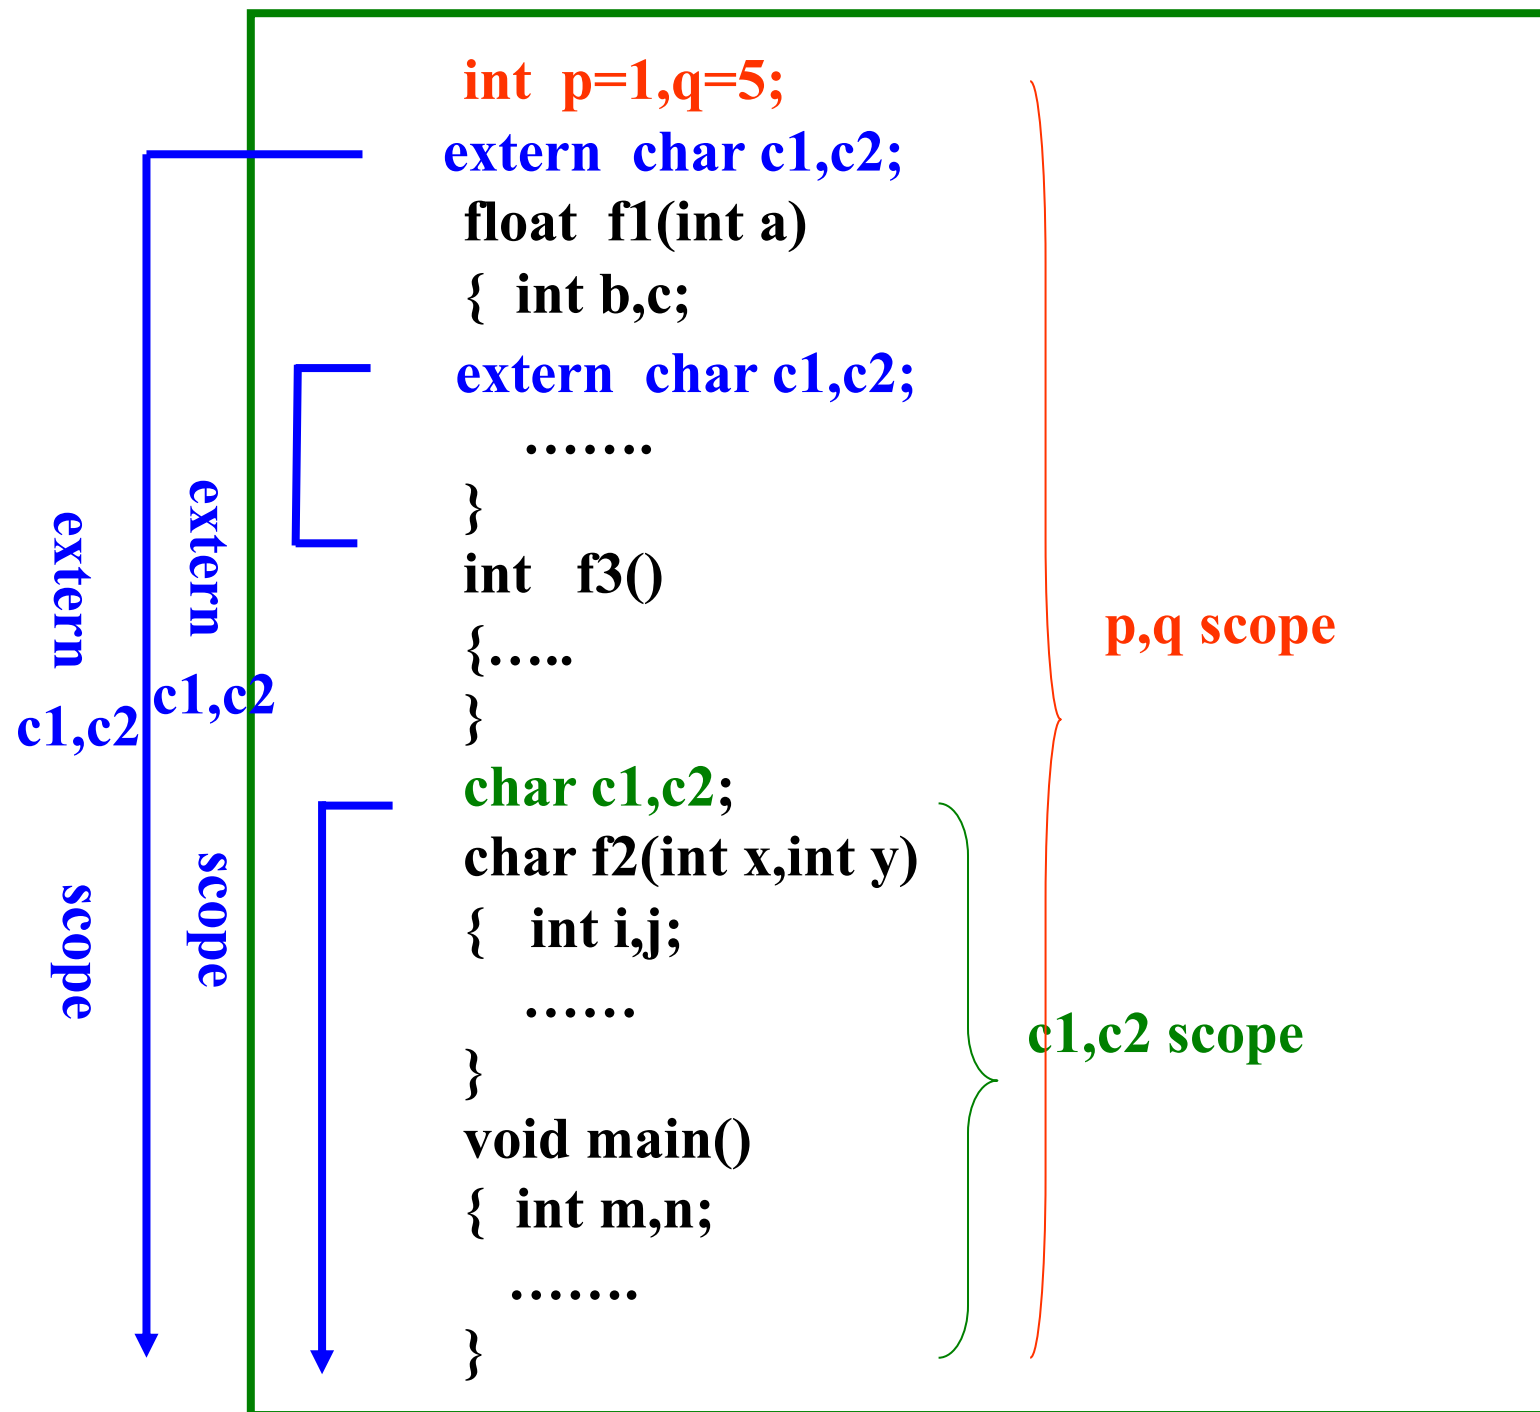 int p=1,q=5;
extern char c1,c2;
float f1(int a)
{ int b,c;
extern char c1,c2;
…….
}
int f3()
{…..
}
char c1,c2;
char f2(int x,int y)
{ int i,j;
……
}
void main()
{ int m,n;
…….
}
extern
c1,c2
scope
extern
c1,c2
scope
p,q scope
c1,c2 scope